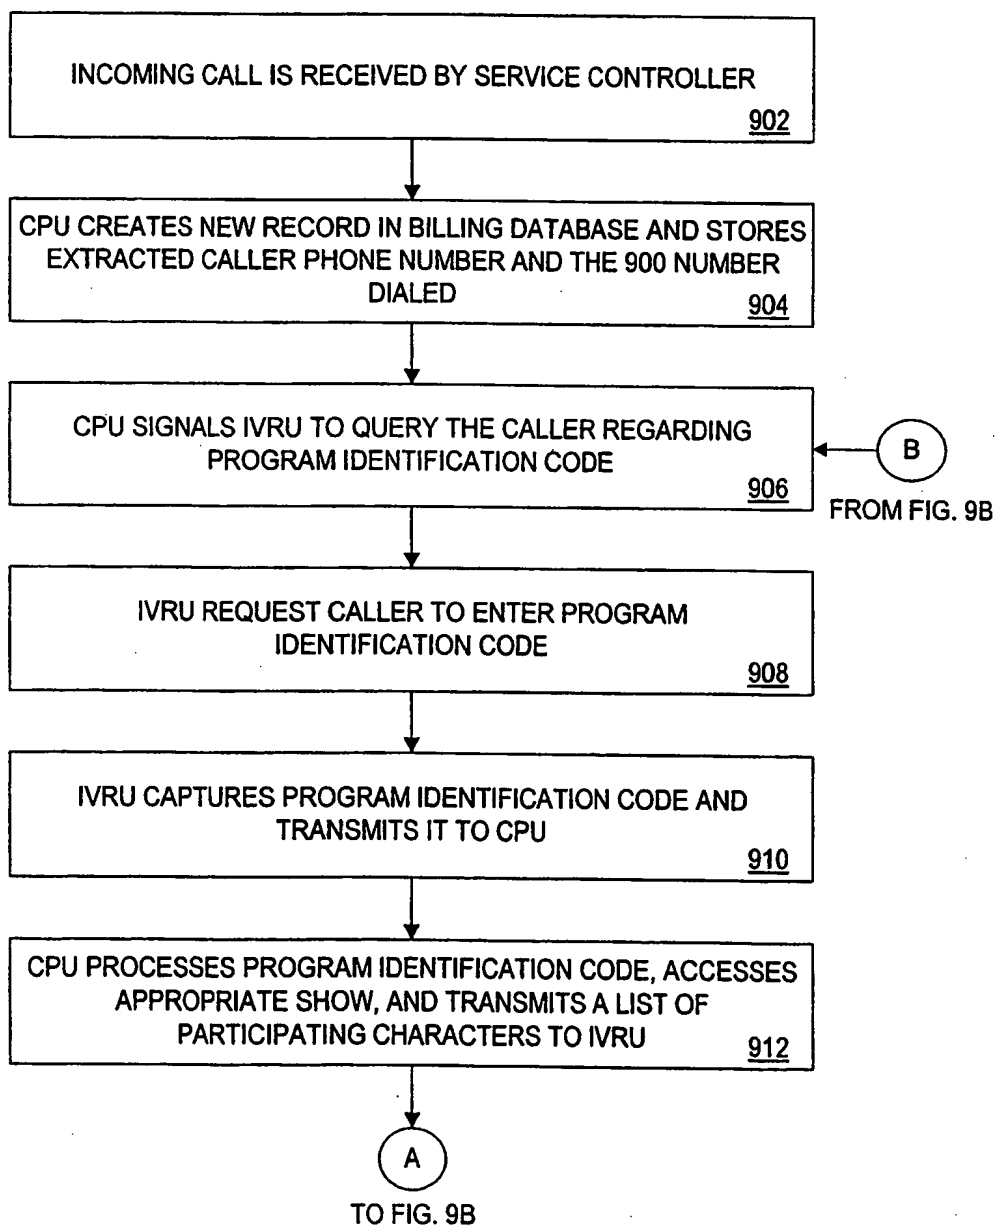 INCOMING CALL IS RECEIVED BY SERVICE CONTROLLER
902
CPU CREATES NEW RECORD IN BILLING DATABASE AND STORES
EXTRACTED CALLER PHONE NUMBER AND THE 900 NUMBER
DIALED
904
CPU SIGNALS IVRU TO QUERY THE CALLER REGARDING
PROGRAM IDENTIFICATION CODE
906
B
FROM FIG. 9B
IVRU REQUEST CALLER TO ENTER PROGRAM
IDENTIFICATION CODE
908
IVRU CAPTURES PROGRAM IDENTIFICATION CODE AND
TRANSMITS IT TO CPU
910
CPU PROCESSES PROGRAM IDENTIFICATION CODE, ACCESSES
APPROPRIATE SHOW, AND TRANSMITS A LIST OF
PARTICIPATING CHARACTERS TO IVRU
912
A
TO FIG. 9B